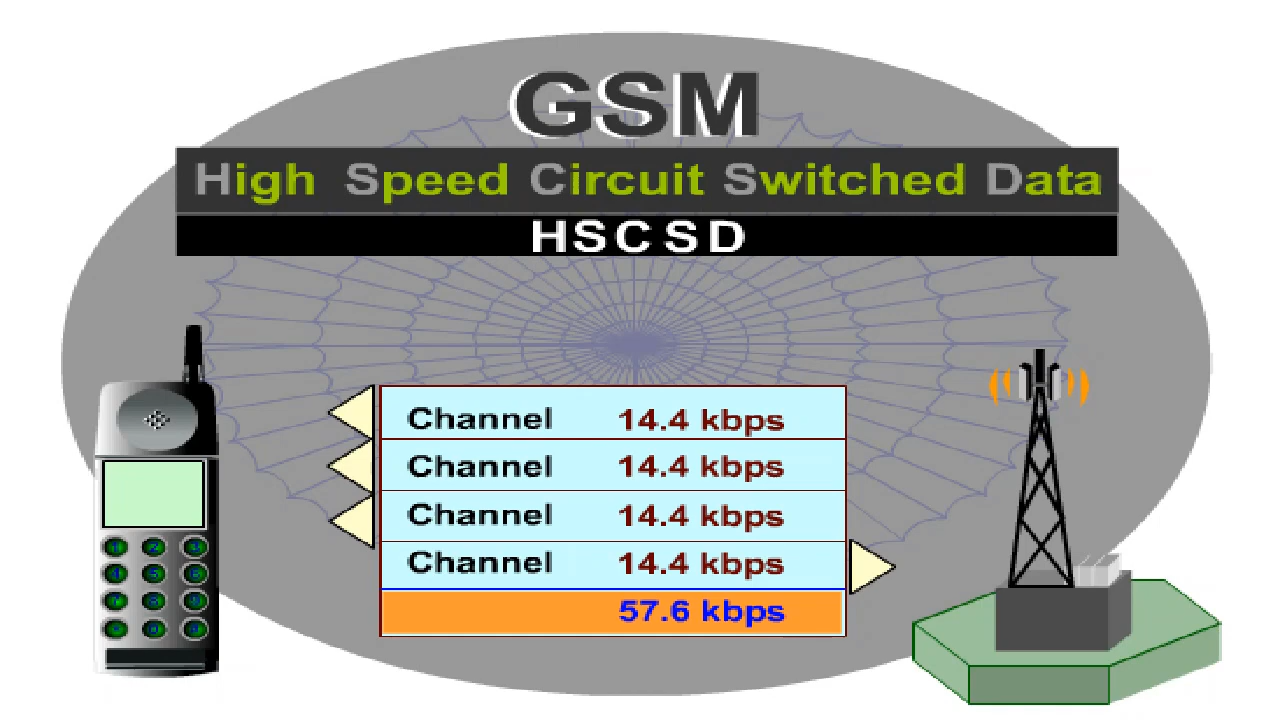 GSM
High Speed Circuit Switched Data
HSCSD
Channel 14.4 kbps
Channel 14.4 kbps
Channel 14.4 kbps
Channel 14.4 kbps
57.6 kbps